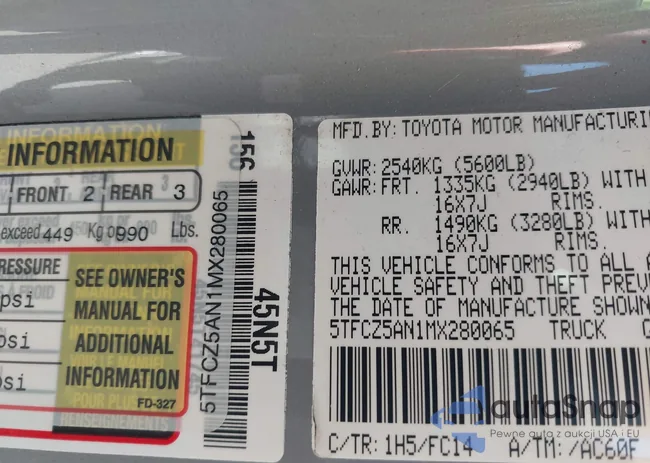 INFORMATION
FRONT 2 REAR 3
exceed 449 Kg or 990 Lbs.
RESSURE
psi
psi
psi
SEE OWNER'S
MANUAL FOR
ADDITIONAL
INFORMATION
FD-327
RENSEIGNEMENTS
156
5TFCZ5AN1MX280065
45N5T
MFD.BY: TOYOTA MOTOR MANUFACTURI
GVWR: 2540KG (5600LB)
GAWR: FRT. 1335KG (2940LB) WITH
16X7J RIMS.
RR. 1490KG (3280LB) WITH
16X7J RIMS.
THIS VEHICLE CONFORMS TO ALL A
VEHICLE SAFETY AND THEFT PREV
THE DATE OF MANUFACTURE SHOWN
5TFCZ5AN1MX280065 TRUCK
C/TR: 1H5/FC14 A/TM: /AC60F
autoSnap
Pewne auta z aukcji USA i EU